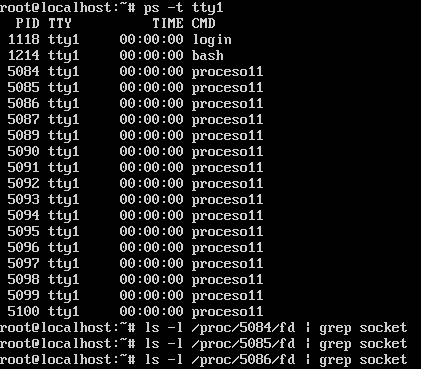 root@localhost:~# ps -t tty1
PID TTY TIME CMD
1118 tty1 00:00:00 login
1214 tty1 00:00:00 bash
5084 tty1 00:00:00 proceso11
5085 tty1 00:00:00 proceso11
5086 tty1 00:00:00 proceso11
5087 tty1 00:00:00 proceso11
5089 tty1 00:00:00 proceso11
5090 tty1 00:00:00 proceso11
5091 tty1 00:00:00 proceso11
5092 tty1 00:00:00 proceso11
5093 tty1 00:00:00 proceso11
5094 tty1 00:00:00 proceso11
5095 tty1 00:00:00 proceso11
5096 tty1 00:00:00 proceso11
5097 tty1 00:00:00 proceso11
5098 tty1 00:00:00 proceso11
5099 tty1 00:00:00 proceso11
5100 tty1 00:00:00 proceso11
root@localhost:~# ls -l /proc/5084/fd | grep socket
root@localhost:~# ls -l /proc/5085/fd | grep socket
root@localhost:~# ls -l /proc/5086/fd | grep socket